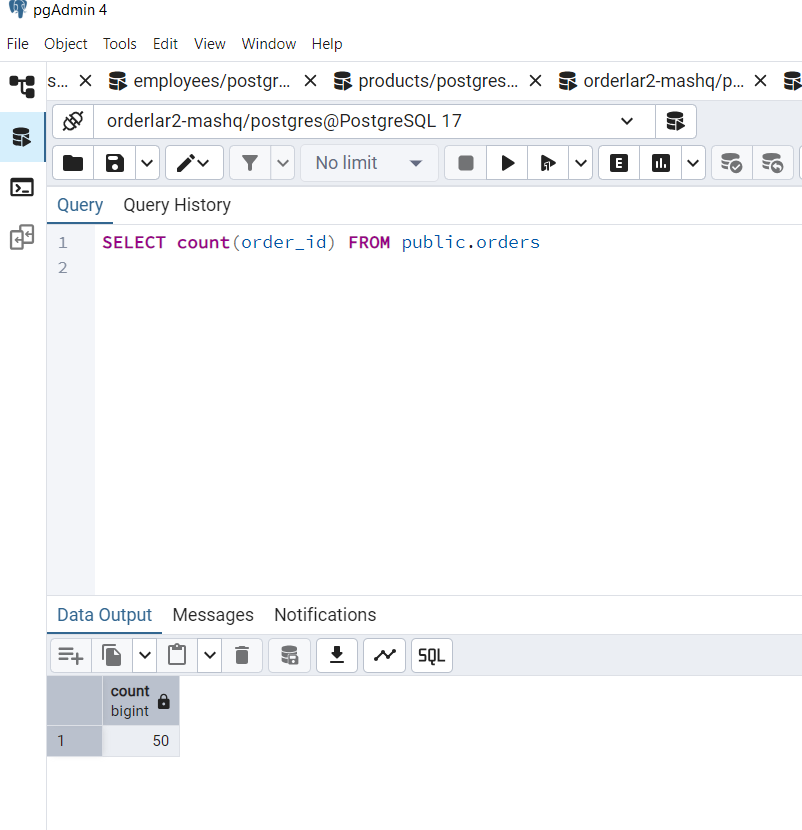 pgAdmin 4
File Object Tools Edit View Window Help
s... employees/postgr... products/postgres... orderlar2-mashq/p...
orderlar2-mashq/postgres@PostgreSQL 17
No limit
E
Query Query History
1 SELECT count(order_id) FROM public.orders
2
Data Output Messages Notifications
SQL
count
bigint
1 50